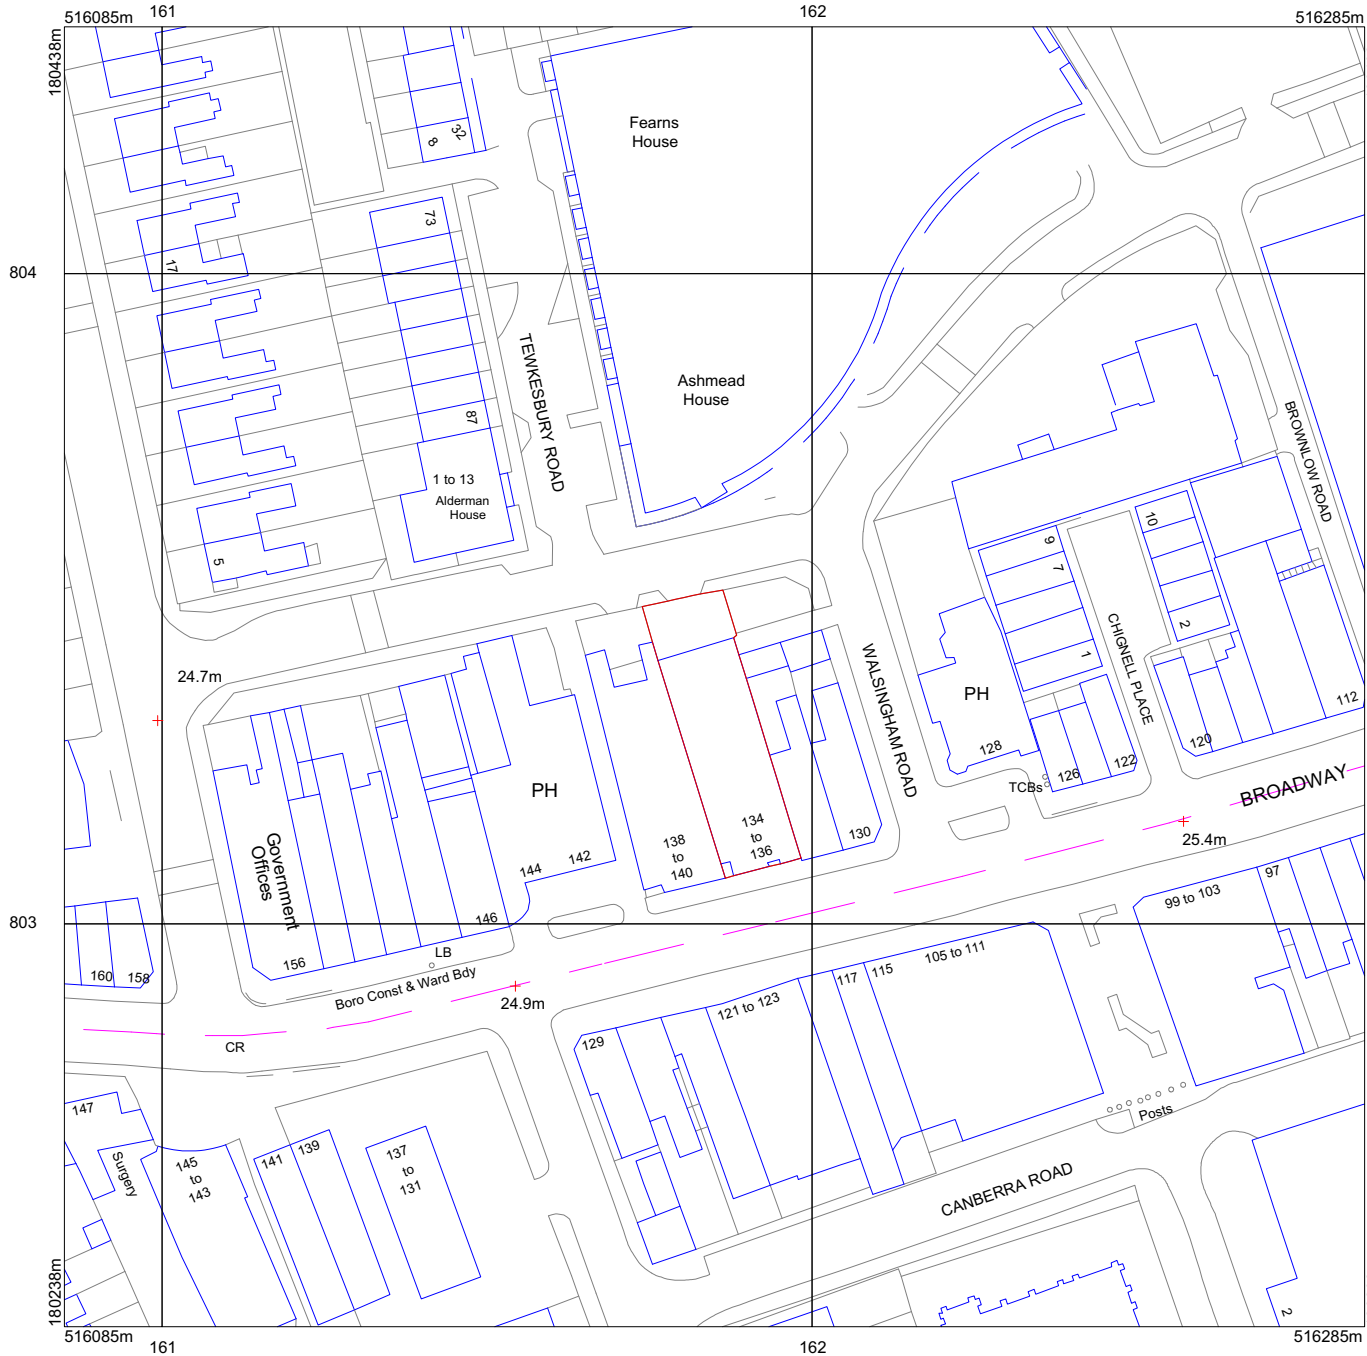 161
162
516085m
516285m
180438m
32
8
Fearns
House
73
804
17
TEWKESBURY ROAD
Ashmead
House
87
BROWNLOW ROAD
1 to 13
Alderman
House
10
9
7
5
2
CHIGNELL PLACE
1
WALSINGHAM ROAD
24.7m
PH
112
128
120
122
126
TCBs
BROADWAY
PH
134
to
136
25.4m
130
138
to
140
Government
Offices
142
144
97
99 to 103
146
803
LB
105 to 111
156
115
117
160
158
Boro Const & Ward Bdy
24.9m
121 to 123
CR
129
147
Posts
139
141
137
to
131
145
to
143
Surgery
CANBERRA ROAD
2
180238m
516085m
516285m
161
162